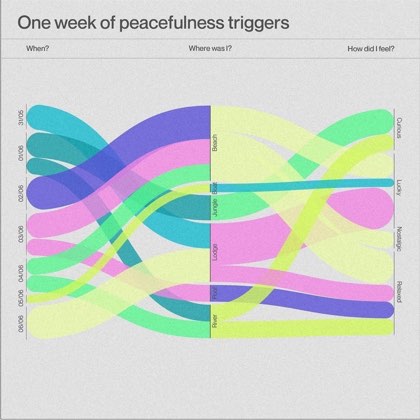 One week of peacefulness triggers
When?
Where was I?
How did I feel?
31/05
01/06
02/06
03/06
04/06
05/06
06/06
Beach
Boat
Jungle
Lodge
Pool
River
Curious
Lucky
Nostalgic
Relaxed